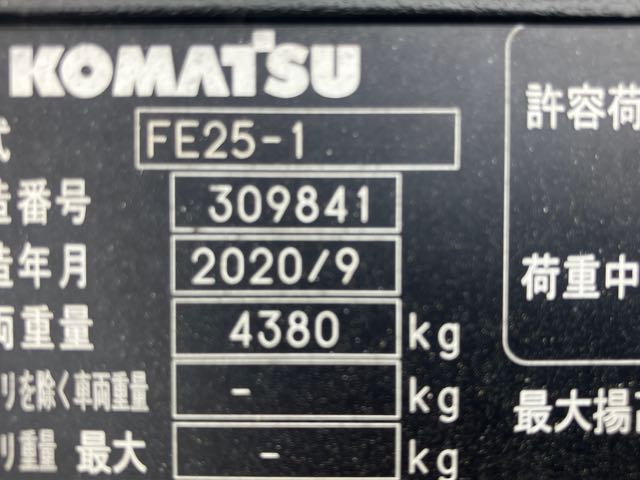 KOMATSU
式 FE25-1
造番号 309841
造年月 2020/9
両重量 4380 kg
リを除く車両重量 - kg
リ重量 最大 - kg
許容荷
荷重中
最大揚高